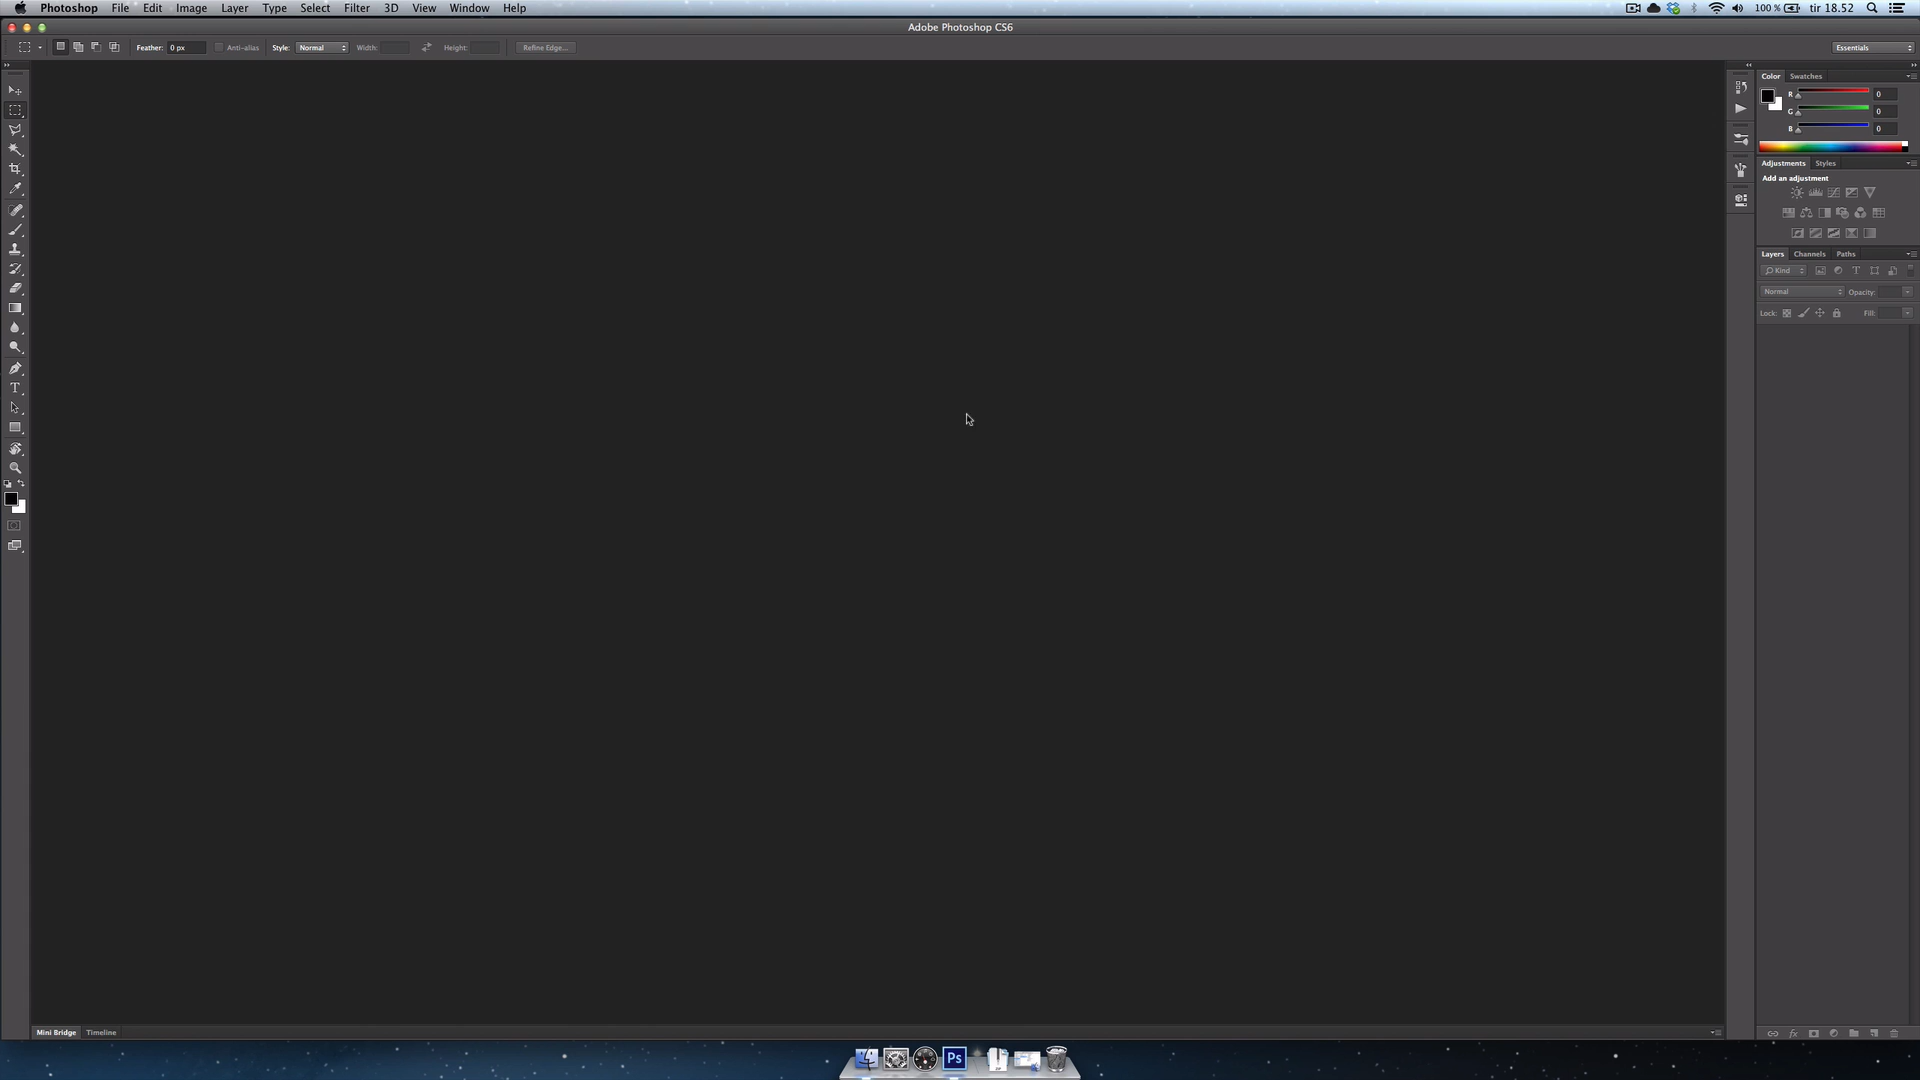 Photoshop File Edit Image Layer Type Select Filter 3D View Window Help 100 % tir 18.52
Adobe Photoshop CS6
Feather: 0 px Anti-alias Style: Normal Width: Height: Refine Edge... Essentials
Color Swatches
R 0
G 0
B 0
Adjustments Styles
Add an adjustment
Layers Channels Paths
Kind
Normal Opacity:
Lock: Fill:
Mini Bridge Timeline
Ps